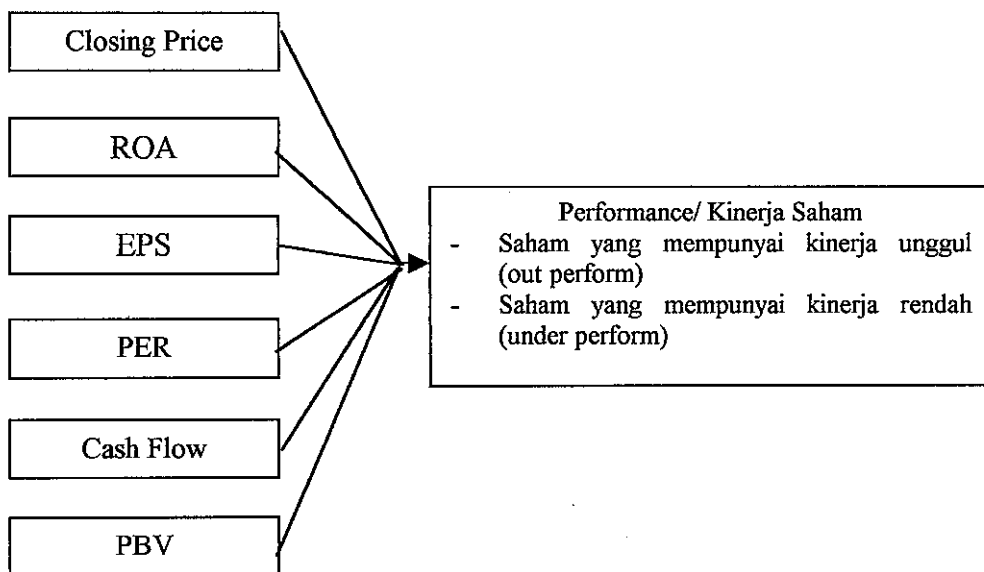 Closing Price
ROA
EPS
PER
Cash Flow
PBV
Performance/ Kinerja Saham
- Saham yang mempunyai kinerja unggul
(out perform)
- Saham yang mempunyai kinerja rendah
(under perform)